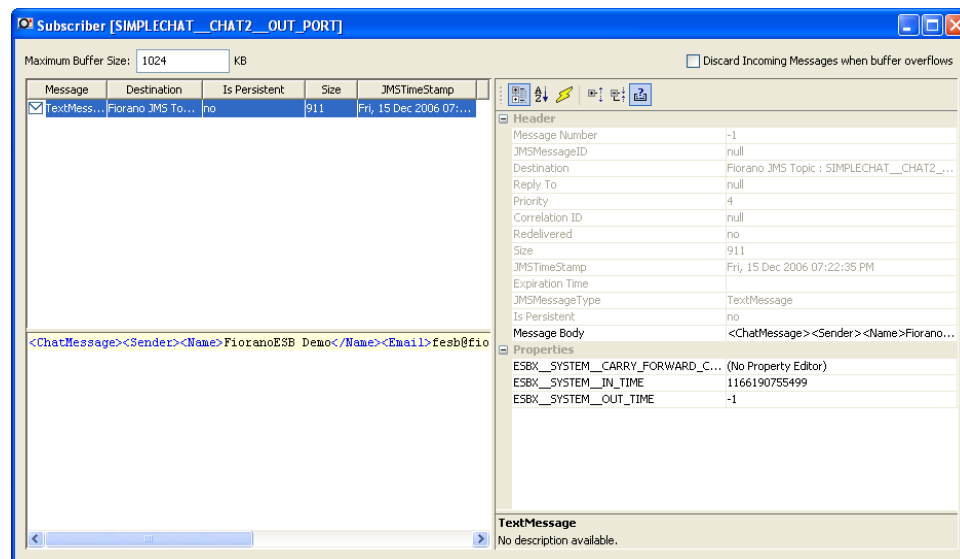 Subscriber [SIMPLECHAT__CHAT2__OUT_PORT]
Maximum Buffer Size: 1024 KB
Discard Incoming Messages when buffer overflows
Message Destination Is Persistent Size JMSTimeStamp
TextMess... Fiorano JMS To... no 911 Fri, 15 Dec 2006 07:...
<ChatMessage><Sender><Name>FioranoESB Demo</Name><Email>fesb@fio
Header
Message Number -1
JMSMessageID null
Destination Fiorano JMS Topic : SIMPLECHAT__CHAT2_...
Reply To null
Priority 4
Correlation ID null
Redelivered no
Size 911
JMSTimeStamp Fri, 15 Dec 2006 07:22:35 PM
Expiration Time
JMSMessageType TextMessage
Is Persistent no
Message Body <ChatMessage><Sender><Name>Fiorano...
Properties
ESBX__SYSTEM__CARRY_FORWARD_C... (No Property Editor)
ESBX__SYSTEM__IN_TIME 1166190755499
ESBX__SYSTEM__OUT_TIME -1
TextMessage
No description available.